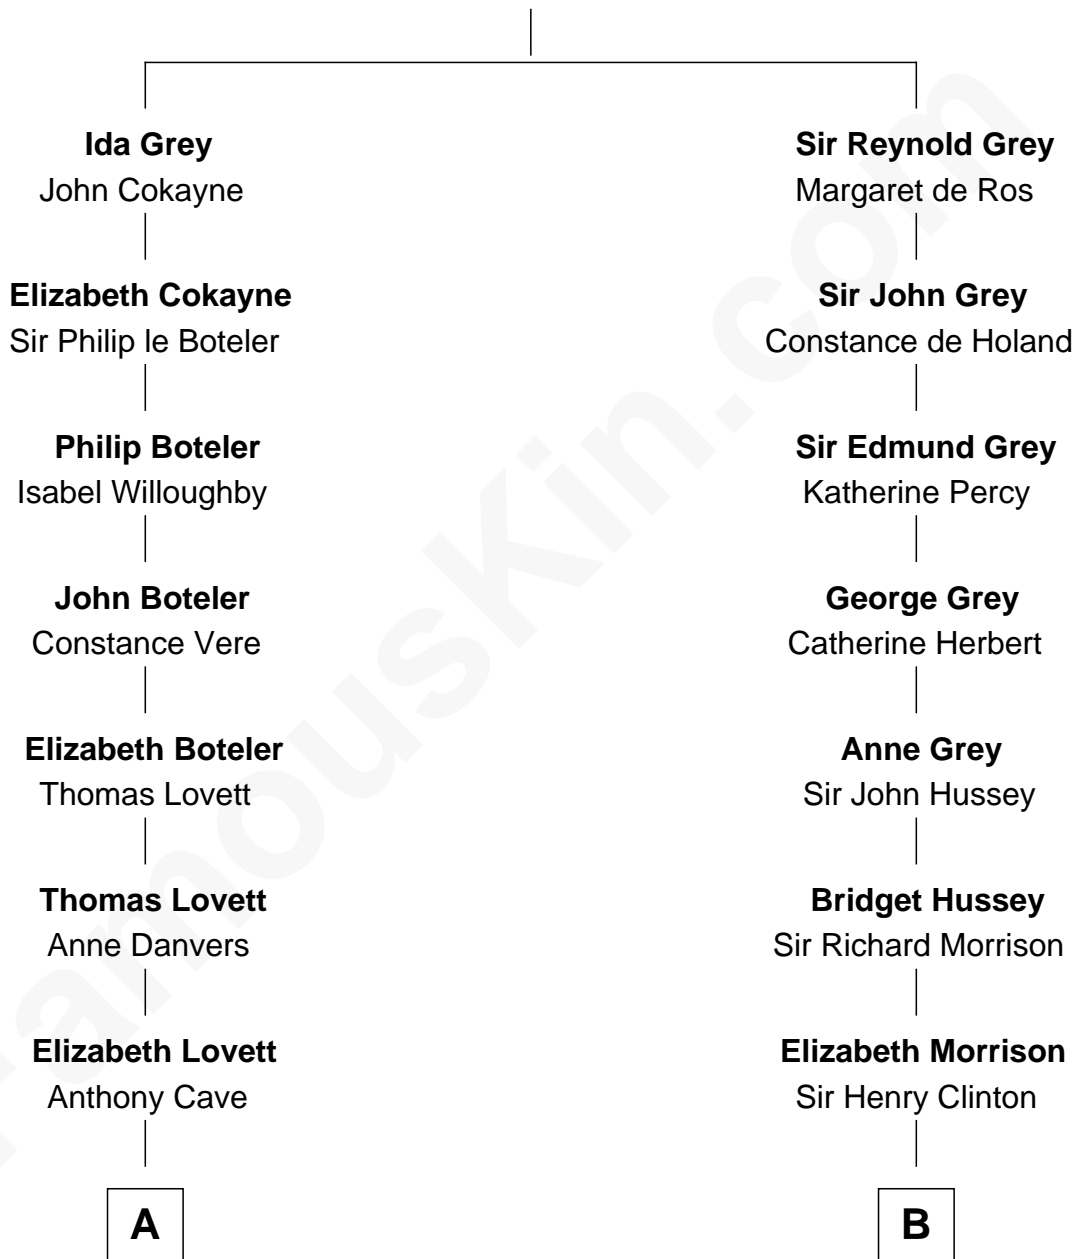 Ida Grey
John Cokayne
Sir Reynold Grey
Margaret de Ros
Elizabeth Cokayne
Sir Philip le Boteler
Sir John Grey
Constance de Holand
Philip Boteler
Isabel Willoughby
Sir Edmund Grey
Katherine Percy
John Boteler
Constance Vere
George Grey
Catherine Herbert
Elizabeth Boteler
Thomas Lovett
Anne Grey
Sir John Hussey
Thomas Lovett
Anne Danvers
Bridget Hussey
Sir Richard Morrison
Elizabeth Lovett
Anthony Cave
Elizabeth Morrison
Sir Henry Clinton
A
B
FamousKin.com